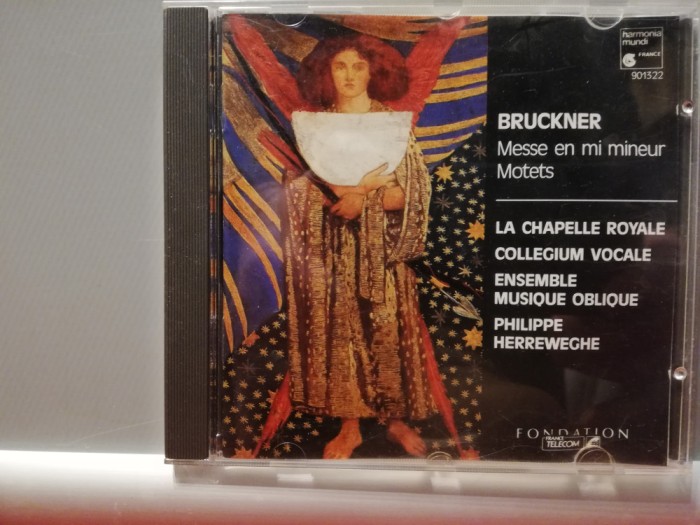 harmonia
mundi
FRANCE
901322
BRUCKNER
Messe en mi mineur
Motets
LA CHAPELLE ROYALE
COLLEGIUM VOCALE
ENSEMBLE
MUSIQUE OBLIQUE
PHILIPPE
HERREWEGHE
FONDATION
FRANCE
TELECOM